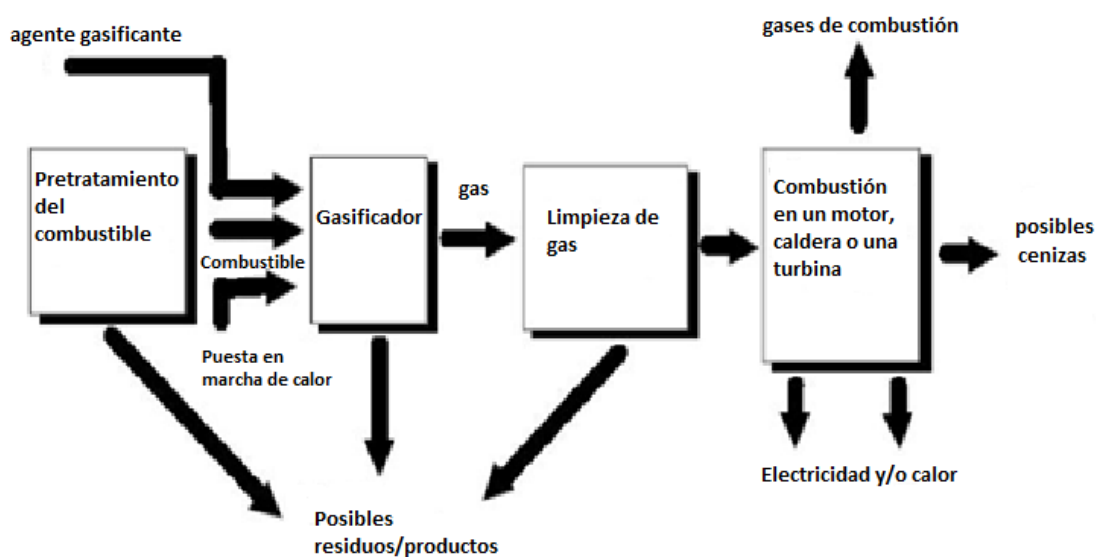 agente gasificante
gases de combustión
Pretratamiento
del
combustible
Combustible
Puesta en
marcha de calor
Gasificador
gas
Limpieza de
gas
Combustión
en un motor,
caldera o una
turbina
posibles
cenizas
Electricidad y/o calor
Posibles
residuos/productos